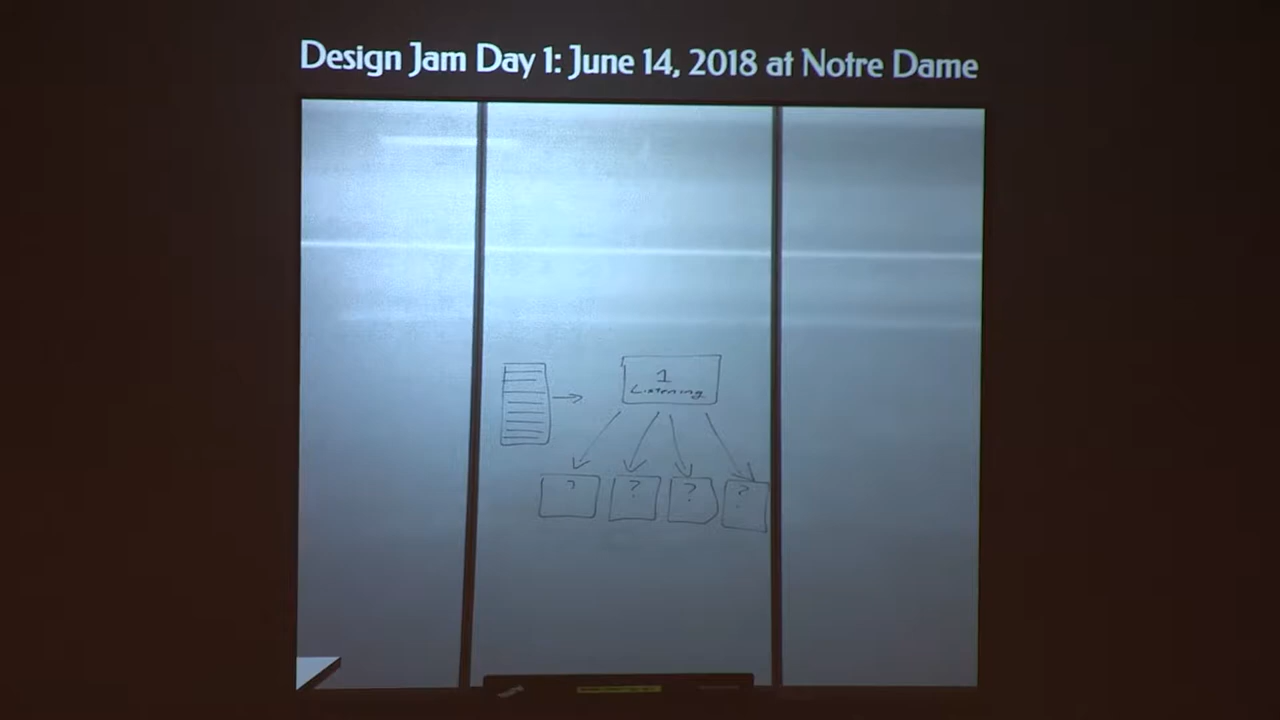 Design Jam Day 1: June 14, 2018 at Notre Dame
1
Listening
? ? ? ?